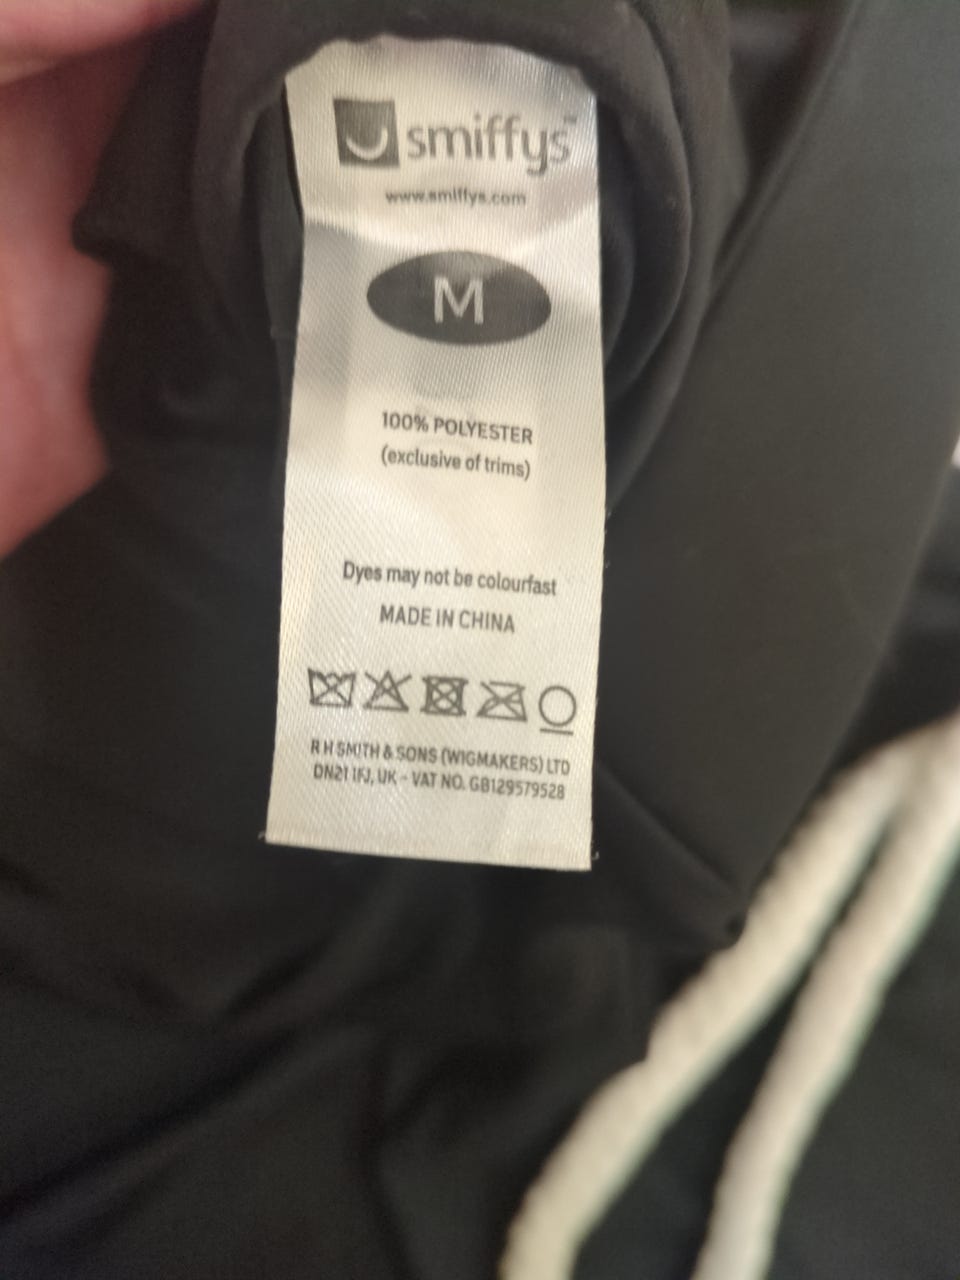 smiffys™
www.smiffys.com
M
100% POLYESTER
(exclusive of trims)
Dyes may not be colourfast
MADE IN CHINA
R H SMITH & SONS (WIGMAKERS) LTD
DN21 1FJ, UK - VAT NO. GB129579528